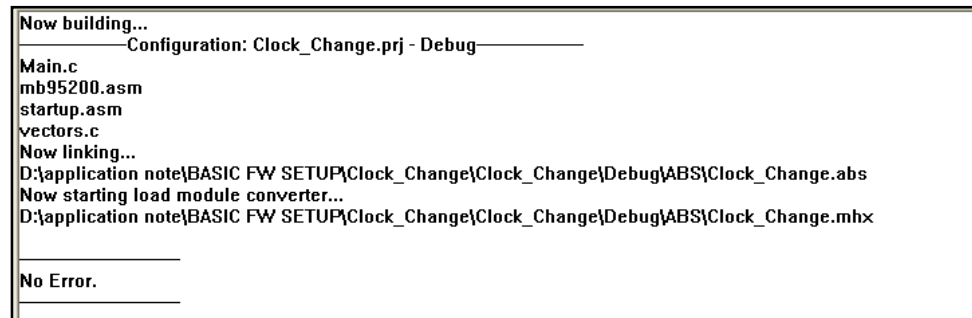 Now building...
Configuration: Clock_Change.prj - Debug
Main.c
mb95200.asm
startup.asm
vectors.c
Now linking...
D:\application note\BASIC FW SETUP\Clock_Change\Clock_Change\Debug\ABS\Clock_Change.abs
Now starting load module converter...
D:\application note\BASIC FW SETUP\Clock_Change\Clock_Change\Debug\ABS\Clock_Change.mhx
No Error.